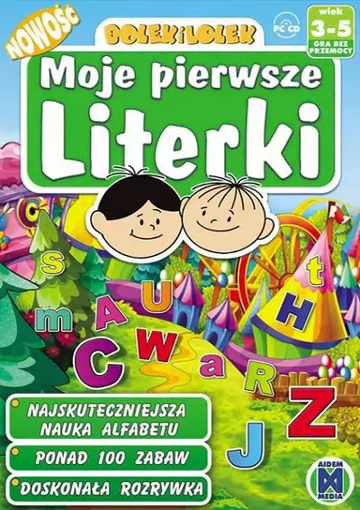 NOWOŚĆ
BOLEK i LOLEK
PC CD
wiek
3-5
GRA BEZ
PRZEMOCY
Moje pierwsze
Literki
s
m A U
t
H
C w a R
Z
J
NAJSKUTECZNIEJSZA
NAUKA ALFABETU
PONAD 100 ZABAW
DOSKONAŁA ROZRYWKA
AIDEM
MEDIA